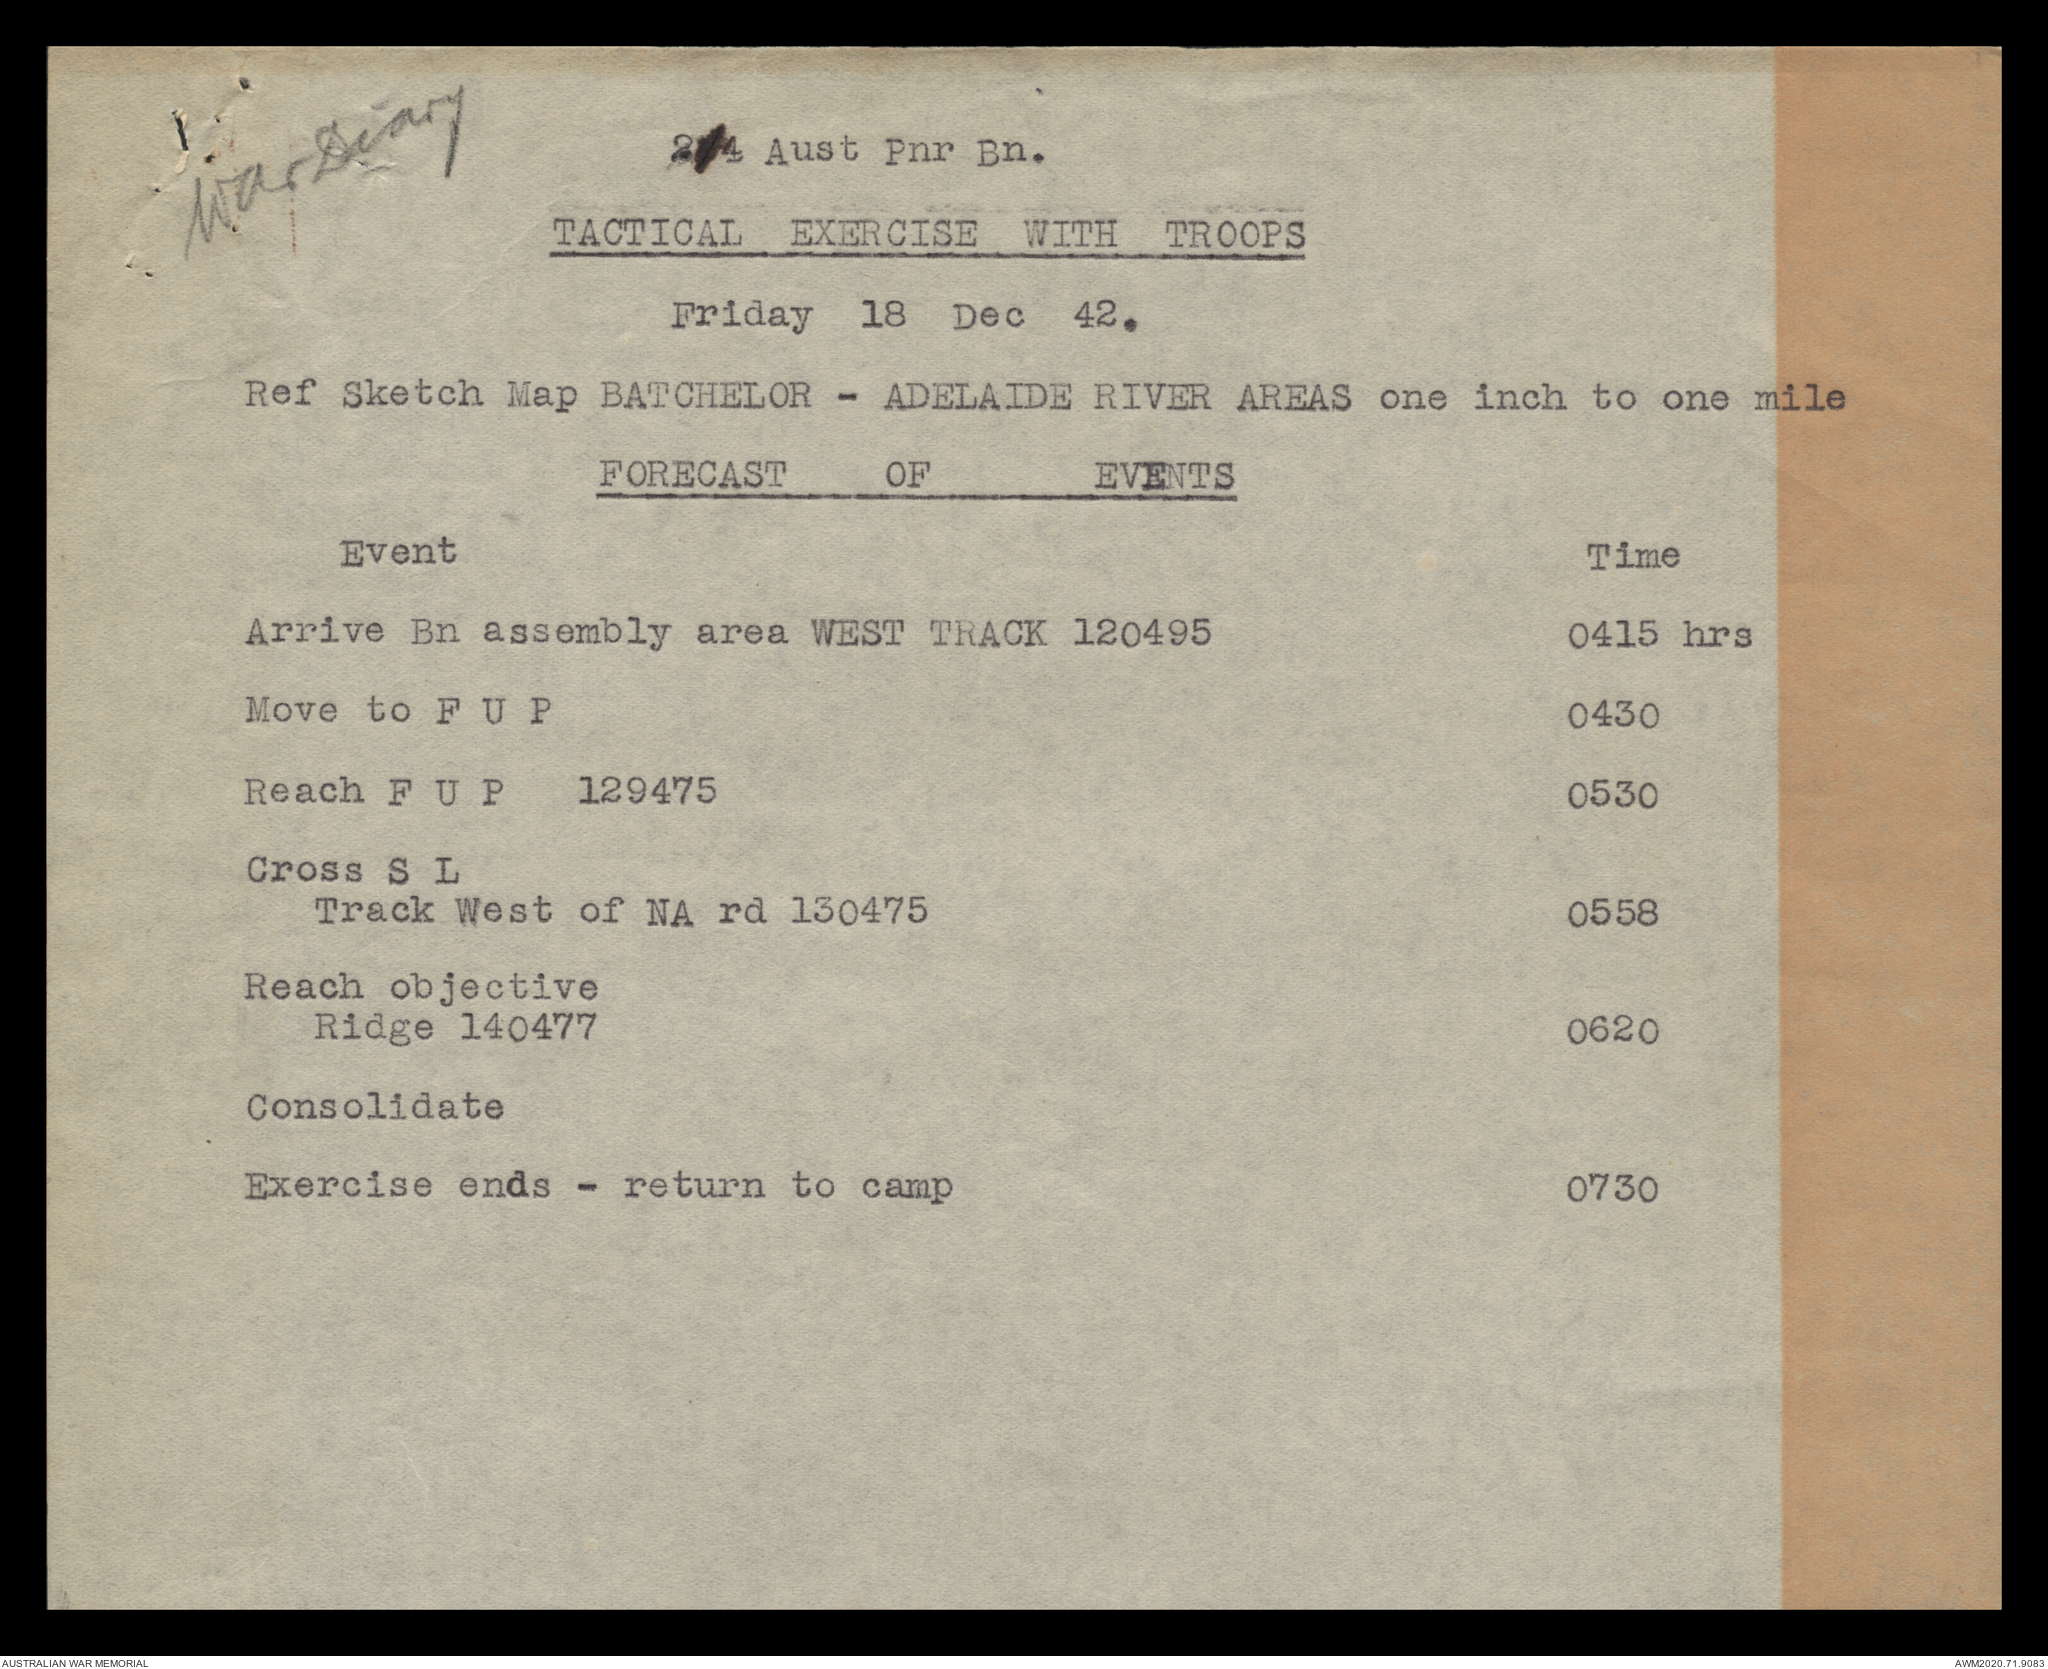 War Diary
2/4 Aust Pnr Bn.
TACTICAL EXERCISE WITH TROOPS
Friday 18 Dec 42.
Ref Sketch Map BATCHELOR - ADELAIDE RIVER AREAS one inch to one mile
FORECAST OF EVENTS
Event Time
Arrive Bn assembly area WEST TRACK 120495 0415 hrs
Move to F U P 0430
Reach F U P 129475 0530
Cross S L
Track West of NA rd 130475 0558
Reach objective
Ridge 140477 0620
Consolidate
Exercise ends - return to camp 0730
AUSTRALIAN WAR MEMORIAL AWM2020.71.9083